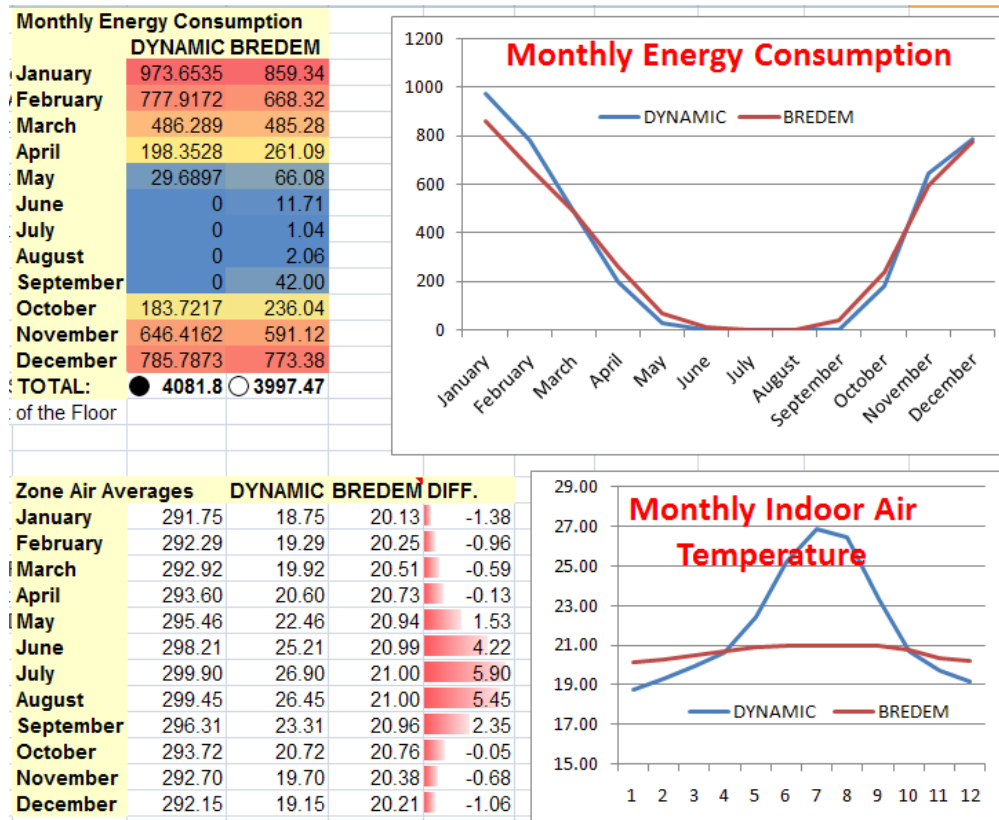 Monthly Energy Consumption
DYNAMIC BREDEM
January 973.6535 859.34
February 777.9172 668.32
March 486.289 485.28
April 198.3528 261.09
May 29.6897 66.08
June 0 11.71
July 0 1.04
August 0 2.06
September 0 42.00
October 183.7217 236.04
November 646.4162 591.12
December 785.7873 773.38
TOTAL: 4081.8 3997.47
of the Floor
Monthly Energy Consumption
DYNAMIC BREDEM
1200
1000
800
600
400
200
0
January February March April May June July August September October November December
Zone Air Averages DYNAMIC BREDEM DIFF.
January 291.75 18.75 20.13 -1.38
February 292.29 19.29 20.25 -0.96
March 292.92 19.92 20.51 -0.59
April 293.60 20.60 20.73 -0.13
May 295.46 22.46 20.94 1.53
June 298.21 25.21 20.99 4.22
July 299.90 26.90 21.00 5.90
August 299.45 26.45 21.00 5.45
September 296.31 23.31 20.96 2.35
October 293.72 20.72 20.76 -0.05
November 292.70 19.70 20.38 -0.68
December 292.15 19.15 20.21 -1.06
Monthly Indoor Air
Temperature
29.00
27.00
25.00
23.00
21.00
19.00
17.00
15.00
DYNAMIC BREDEM
1 2 3 4 5 6 7 8 9 10 11 12